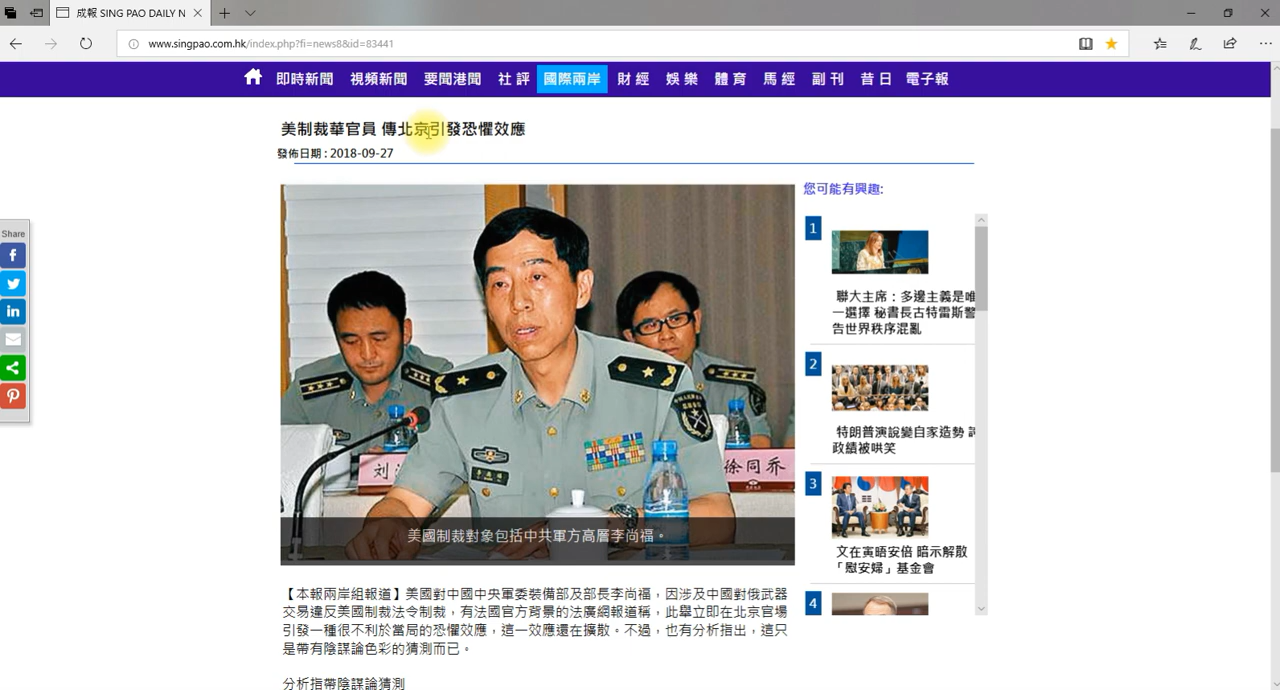 成報 SING PAO DAILY N
www.singpao.com.hk/index.php?fi=news8&id=83441
即時新聞 視頻新聞 要聞港聞 社評 國際兩岸 財經 娛樂 體育 馬經 副刊 昔日 電子報
美制裁華官員 傳北京引發恐懼效應
發佈日期 : 2018-09-27
Share
您可能有興趣:
1
聯大主席：多邊主義是唯
一選擇 秘書長古特雷斯警
告世界秩序混亂
2
特朗普演說變自家造勢
政績被哄笑
3
文在寅晤安倍 暗示解散
「慰安婦」基金會
4
刘
徐同乔
美國制裁對象包括中共軍方高層李尚福。
【本報兩岸組報道】美國對中國中央軍委裝備部及部長李尚福，因涉及中國對俄武器
交易違反美國制裁法令制裁，有法國官方背景的法廣網報道稱，此舉立即在北京官場
引發一種很不利於當局的恐懼效應，這一效應還在擴散。不過，也有分析指出，這只
是帶有陰謀論色彩的猜測而已。
分析指帶陰謀論猜測